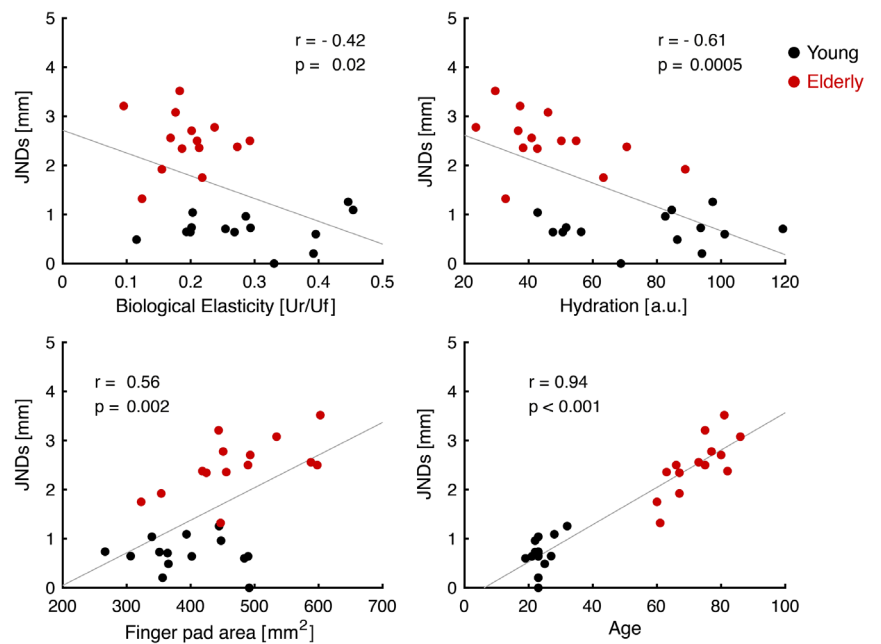 5
4
3
2
1
0
JNDs [mm]
r = - 0.42
p = 0.02
0 0.1 0.2 0.3 0.4 0.5
Biological Elasticity [Ur/Uf]
5
4
3
2
1
0
JNDs [mm]
r = - 0.61
p = 0.0005
20 40 60 80 100 120
Hydration [a.u.]
Young
Elderly
5
4
3
2
1
0
JNDs [mm]
r = 0.56
p = 0.002
200 300 400 500 600 700
Finger pad area [mm²]
5
4
3
2
1
0
JNDs [mm]
r = 0.94
p < 0.001
0 20 40 60 80 100
Age